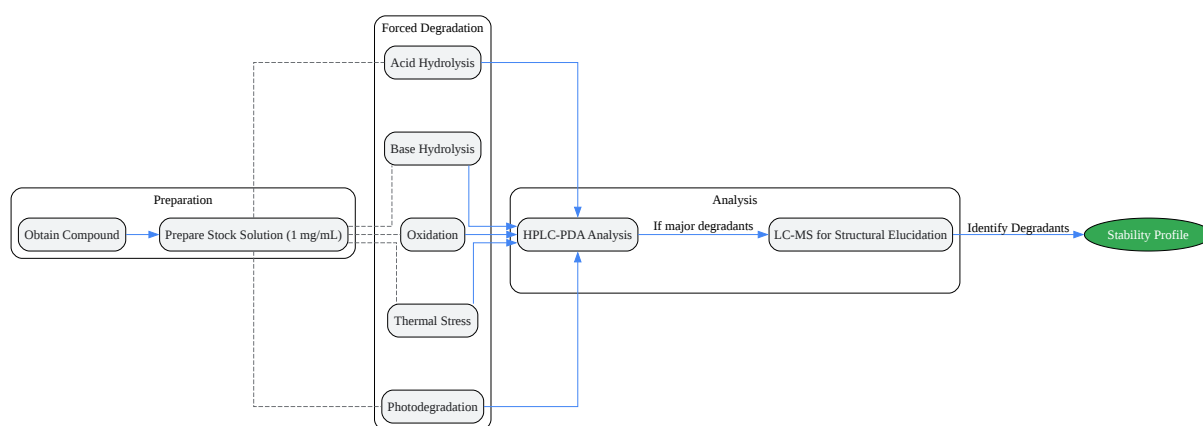 Forced Degradation
Acid Hydrolysis
Base Hydrolysis
Preparation
Analysis
Obtain Compound
Prepare Stock Solution (1 mg/mL)
Oxidation
HPLC-PDA Analysis
If major degradants
LC-MS for Structural Elucidation
Identify Degradants
Stability Profile
Thermal Stress
Photodegradation